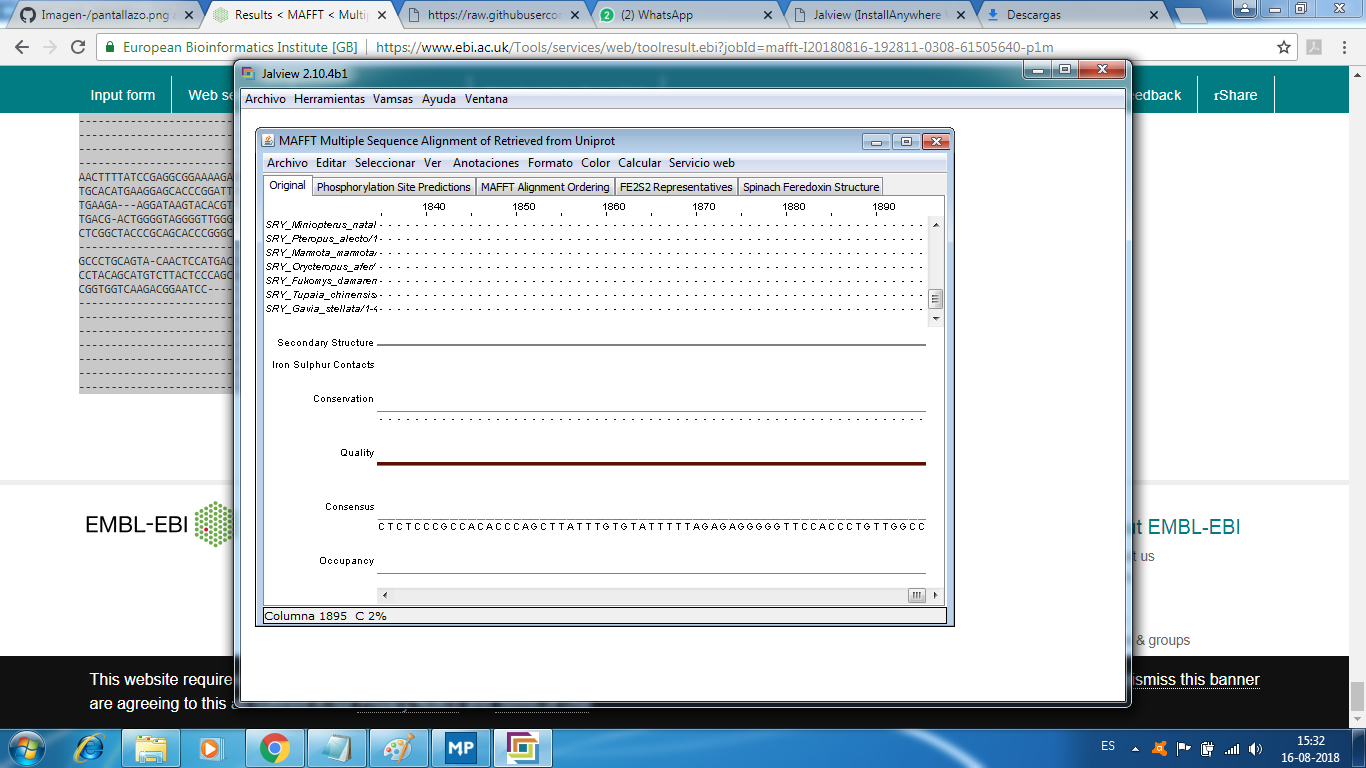 Imagen-/pantallazo.png a
Results < MAFFT < Multip
https://raw.githubuserco
(2) WhatsApp
Jalview (InstallAnywhere
Descargas
European Bioinformatics Institute [GB] https://www.ebi.ac.uk/Tools/services/web/toolresult.ebi?jobId=mafft-I20180816-192811-0308-61505640-p1m
Jalview 2.10.4b1
Input form Web se
edback rShare
Archivo Herramientas Vamsas Ayuda Ventana
MAFFT Multiple Sequence Alignment of Retrieved from Uniprot
Archivo Editar Seleccionar Ver Anotaciones Formato Color Calcular Servicio web
Original Phosphorylation Site Predictions MAFFT Alignment Ordering FE2S2 Representatives Spinach Feredoxin Structure
AACTTTTATCCGAGGCGGAAAAGA
TGCACATGAAGGAGCACCCGGATT
TGAAGA---AGGATAAGTACACGT
TGACG-ACTGGGGTAGGGGTTGGG
CTCGGCTACCCGCAGCACCCGGGC
GCCCTGCAGTA-CAACTCCATGAC
CCTACAGCATGTCTTACTCCCAGC
CGGTGGTCAAGACGGAATCC----
1840 1850 1860 1870 1880 1890
SRY_Miniopterus_natal
SRY_Pteropus_alecto/1
SRY_Marmota_marmota/
SRY_Orycteropus_afer/
SRY_Fukomys_damaren
SRY_Tupaia_chinensis/
SRY_Gavia_stellata/1-4
Secondary Structure
Iron Sulphur Contacts
Conservation
Quality
Consensus
CTCTCCCGCCACACCCAGCTTATTTGTGTATTTTTAGAGAGGGGGTTCCACCCTGTTGGCC
Occupancy
Columna 1895 C 2%
EMBL-EBI
ut EMBL-EBI
t us
& groups
This website require
smiss this banner
are agreeing to this a
MP
ES
15:32
16-08-2018